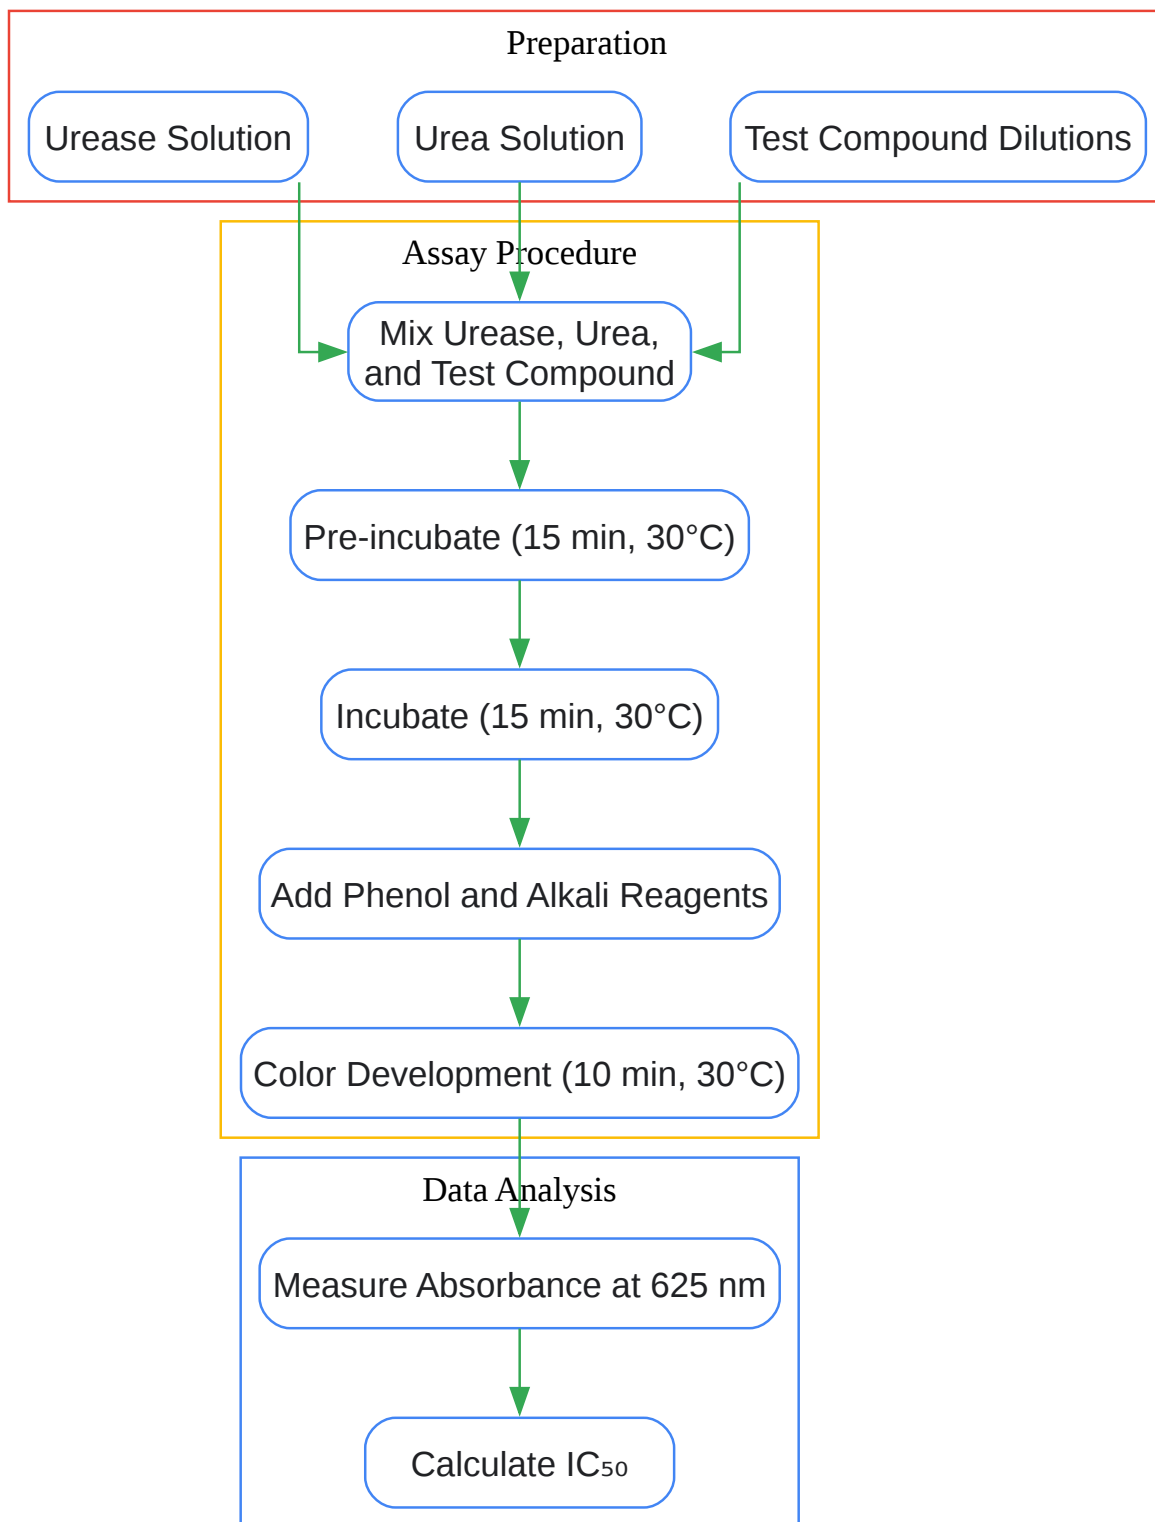 Preparation
Urease Solution
Urea Solution
Test Compound Dilutions
Assay Procedure
Mix Urease, Urea,
and Test Compound
Pre-incubate (15 min, 30°C)
Incubate (15 min, 30°C)
Add Phenol and Alkali Reagents
Color Development (10 min, 30°C)
Data Analysis
Measure Absorbance at 625 nm
Calculate IC₅₀